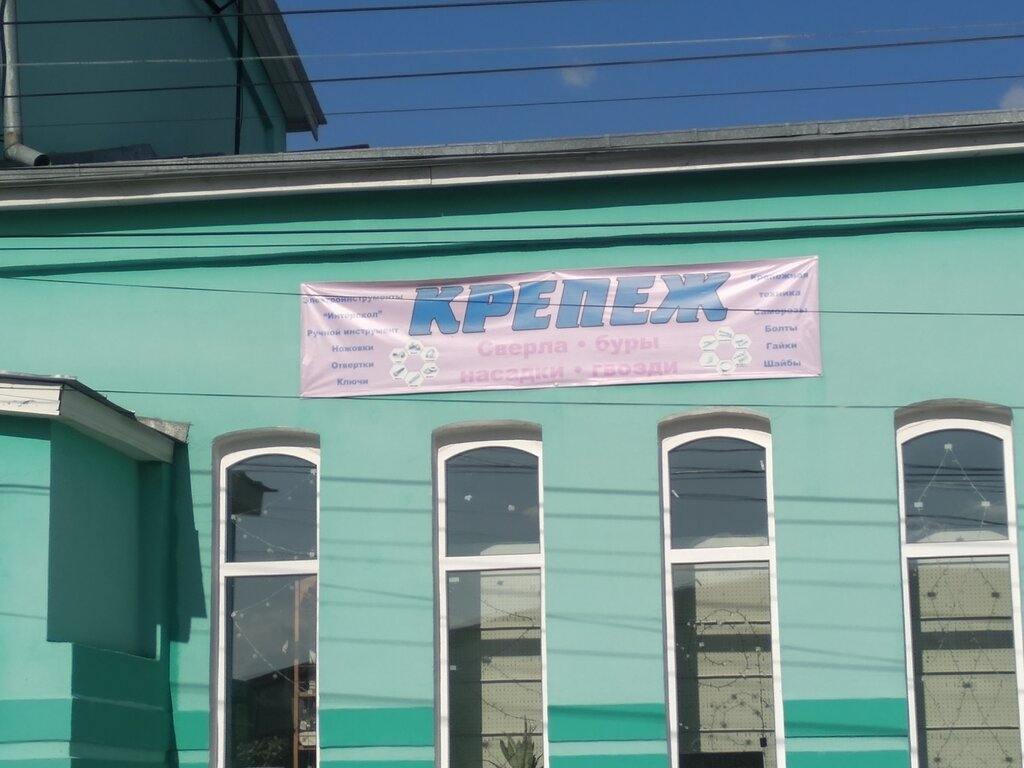 Электроинструменты
"Интерскол"
Ручной инструмент
Ножовки
Отвертки
Ключи
КРЕПЕЖ
Сверла • буры
насадки • гвозди
Крепежная
техника
Саморезы
Болты
Гайки
Шайбы